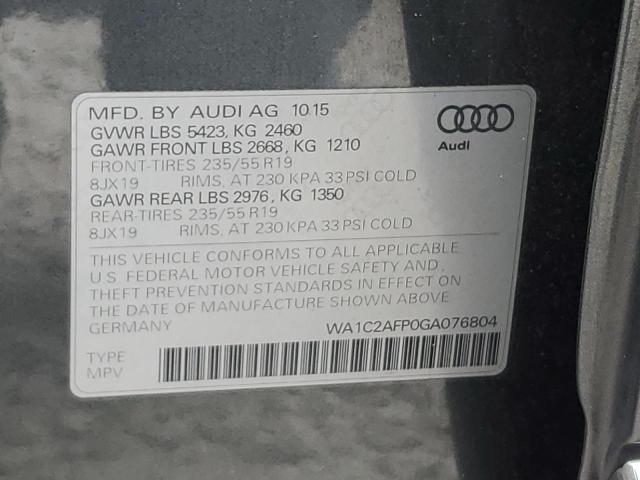 MFD. BY AUDI AG 10.15
GVWR LBS 5423, KG 2460
GAWR FRONT LBS 2668, KG 1210
FRONT-TIRES 235/55 R19
8JX19 RIMS, AT 230 KPA 33 PSI COLD
GAWR REAR LBS 2976, KG 1350
REAR-TIRES 235/55 R19
8JX19 RIMS, AT 230 KPA 33 PSI COLD
Audi
THIS VEHICLE CONFORMS TO ALL APPLICABLE
U.S. FEDERAL MOTOR VEHICLE SAFETY AND
THEFT PREVENTION STANDARDS IN EFFECT ON
THE DATE OF MANUFACTURE SHOWN ABOVE
GERMANY WA1C2AFP0GA076804
TYPE
MPV